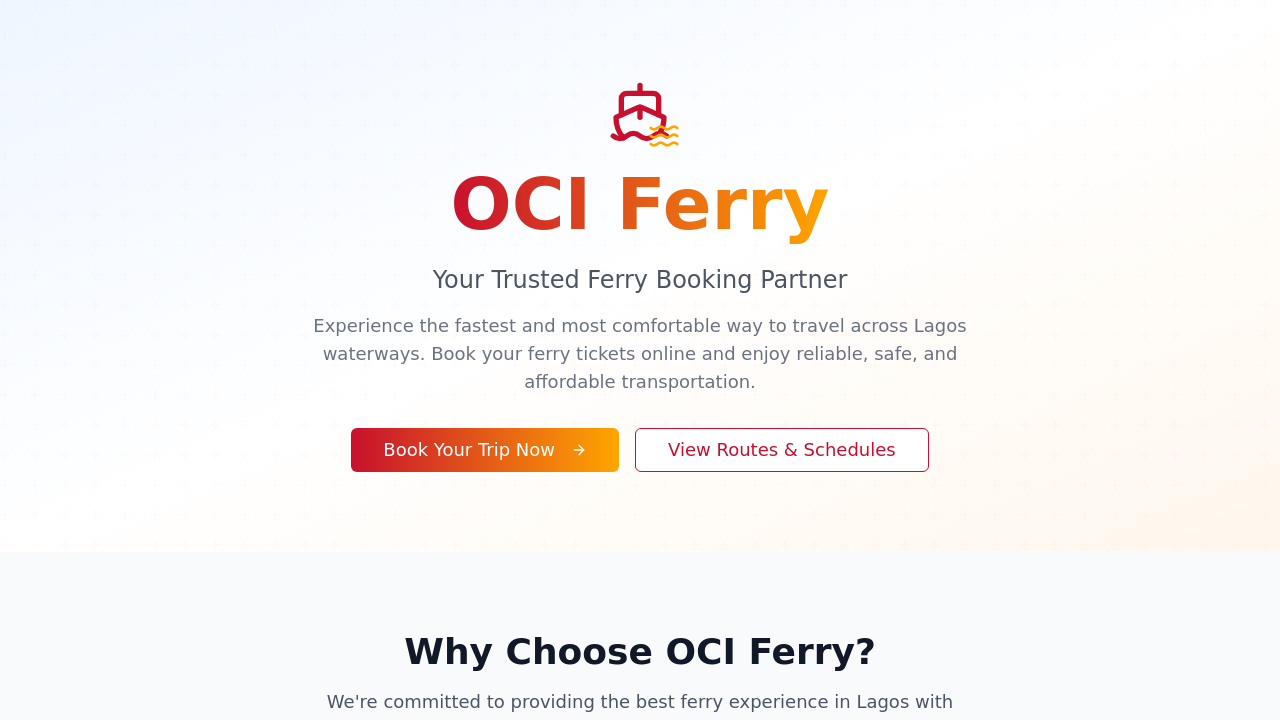 OCI Ferry
Your Trusted Ferry Booking Partner
Experience the fastest and most comfortable way to travel across Lagos
waterways. Book your ferry tickets online and enjoy reliable, safe, and
affordable transportation.
Book Your Trip Now
View Routes & Schedules
Why Choose OCI Ferry?
We're committed to providing the best ferry experience in Lagos with